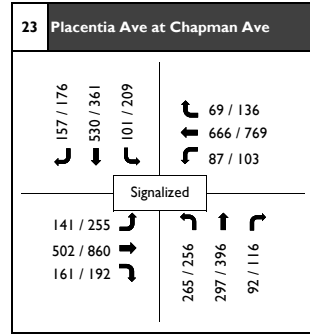 23 Placentia Ave at Chapman Ave
157 / 176
530 / 361
101 / 209
69 / 136
666 / 769
87 / 103
Signalized
141 / 255
502 / 860
161 / 192
265 / 256
297 / 396
92 / 116